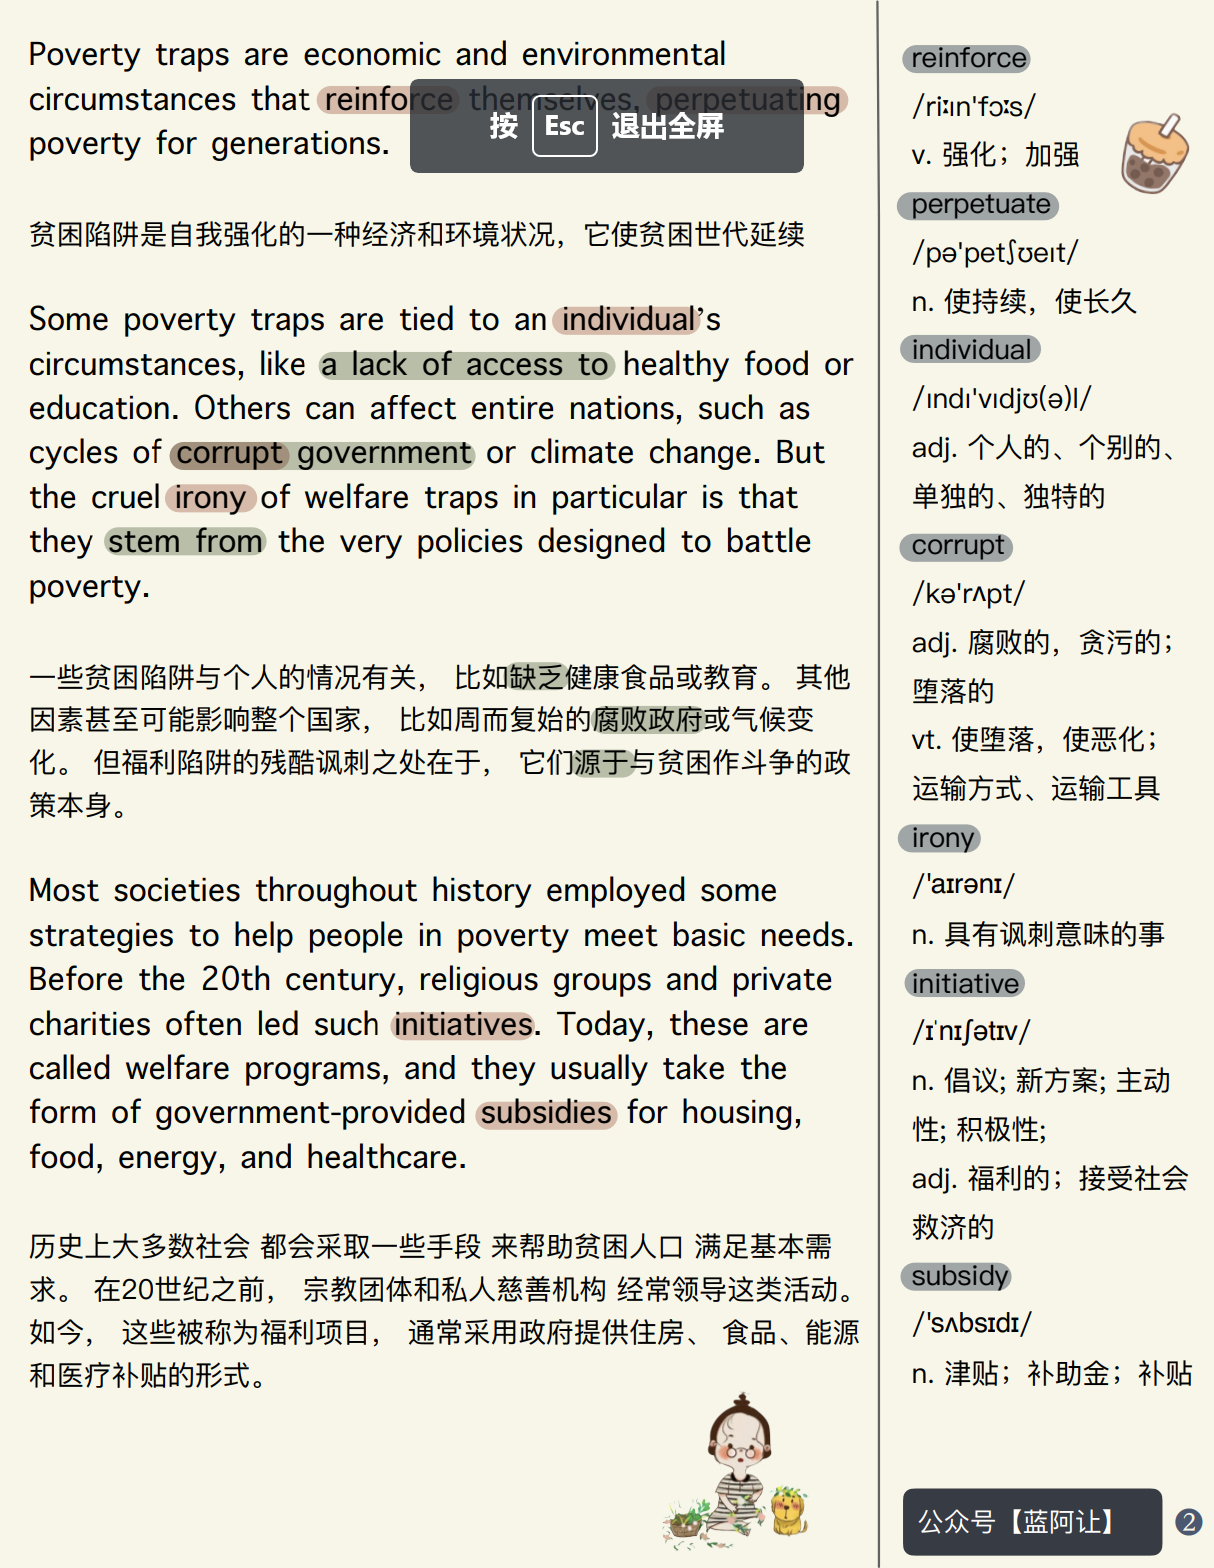 Poverty traps are economic and environmental
circumstances that reinforce themselves, perpetuating
poverty for generations.
按 Esc 退出全屏
贫困陷阱是自我强化的一种经济和环境状况，它使贫困世代延续
Some poverty traps are tied to an individual’s
circumstances, like a lack of access to healthy food or
education. Others can affect entire nations, such as
cycles of corrupt government or climate change. But
the cruel irony of welfare traps in particular is that
they stem from the very policies designed to battle
poverty.
一些贫困陷阱与个人的情况有关， 比如缺乏健康食品或教育。 其他
因素甚至可能影响整个国家， 比如周而复始的腐败政府或气候变
化。 但福利陷阱的残酷讽刺之处在于， 它们源于与贫困作斗争的政
策本身。
Most societies throughout history employed some
strategies to help people in poverty meet basic needs.
Before the 20th century, religious groups and private
charities often led such initiatives. Today, these are
called welfare programs, and they usually take the
form of government-provided subsidies for housing,
food, energy, and healthcare.
历史上大多数社会 都会采取一些手段 来帮助贫困人口 满足基本需
求。 在20世纪之前， 宗教团体和私人慈善机构 经常领导这类活动。
如今， 这些被称为福利项目， 通常采用政府提供住房、 食品、能源
和医疗补贴的形式。
reinforce
/riːɪn'fɔːs/
v. 强化；加强
perpetuate
/pə'petʃʊeɪt/
n. 使持续，使长久
individual
/ɪndɪ'vɪdjʊ(ə)l/
adj. 个人的、个别的、
单独的、独特的
corrupt
/kə'rʌpt/
adj. 腐败的，贪污的；
堕落的
vt. 使堕落，使恶化；
运输方式、运输工具
irony
/'aɪrənɪ/
n. 具有讽刺意味的事
initiative
/ɪˈnɪʃətɪv/
n. 倡议; 新方案; 主动
性; 积极性;
adj. 福利的；接受社会
救济的
subsidy
/'sʌbsɪdɪ/
n. 津贴；补助金；补贴
公众号【蓝阿让】
2